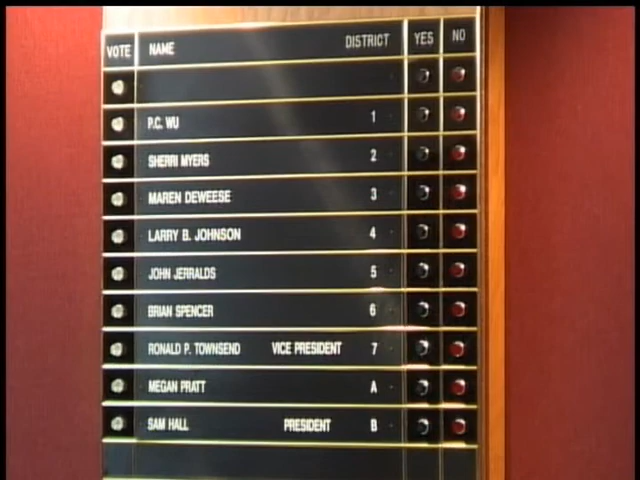 VOTE NAME DISTRICT YES NO
P.C. WU 1
SHERRI MYERS 2
MAREN DEWEESE 3
LARRY B. JOHNSON 4
JOHN JERRALDS 5
BRIAN SPENCER 6
RONALD P. TOWNSEND VICE PRESIDENT 7
MEGAN PRATT A
SAM HALL PRESIDENT B